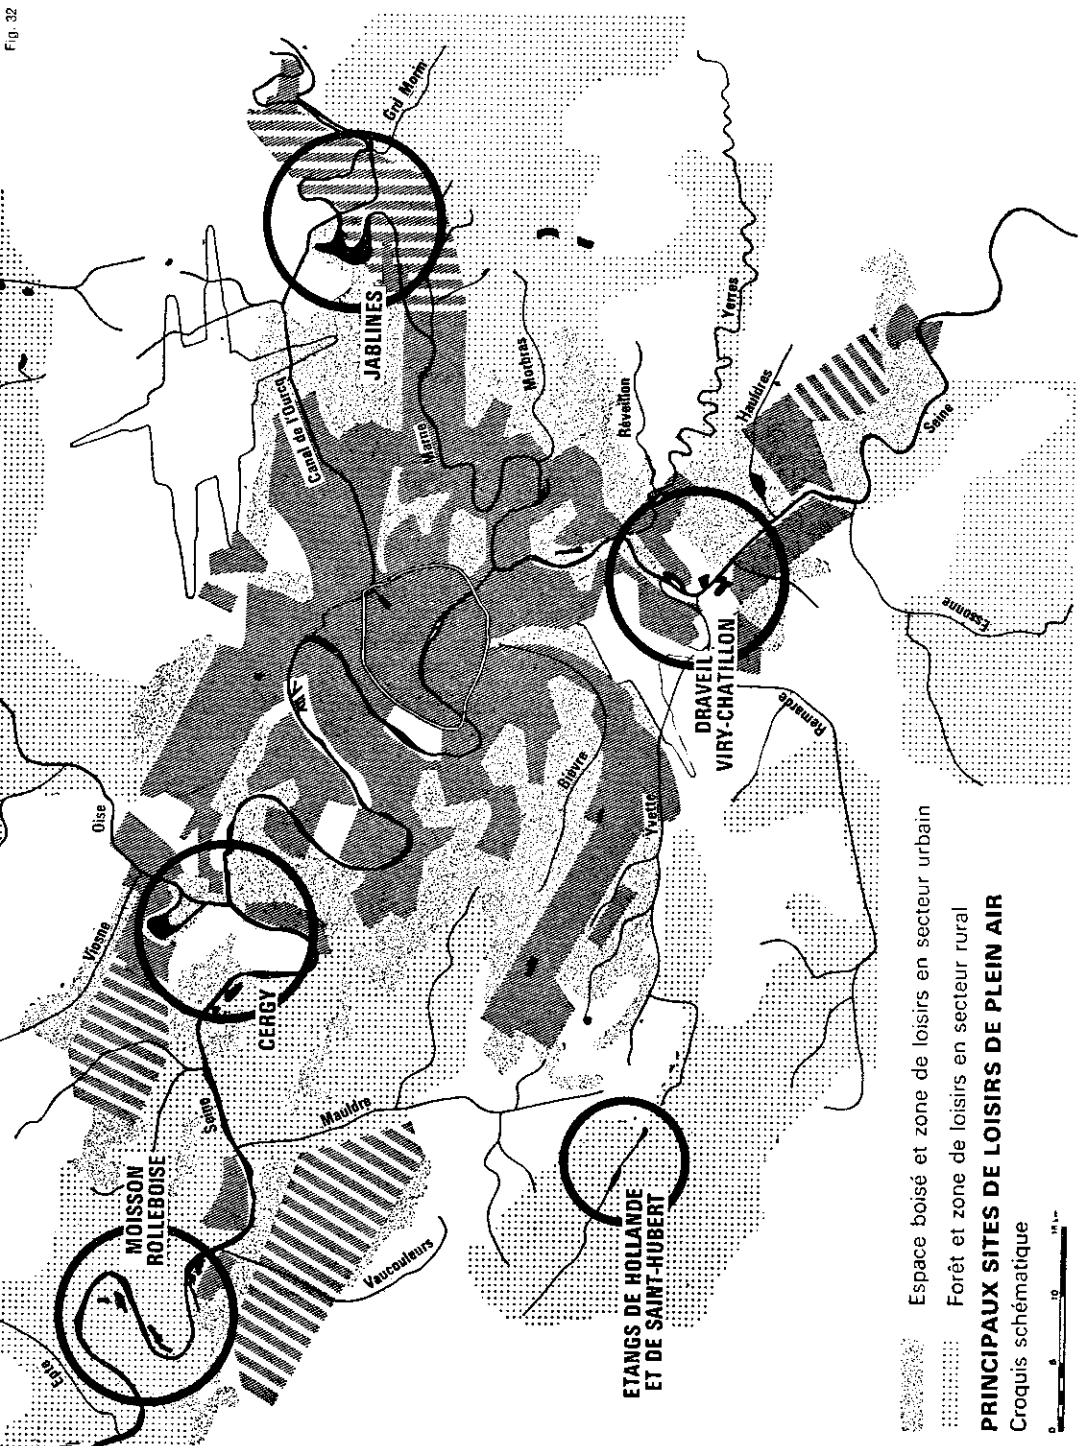 Fig. 32
Grd Morin
JABLINES
Canal de l'Ourcq
Marne
Morbras
Réveillon
Yerres
Hauldres
Seine
Essonne
DRAVEIL
VIRY-CHATILLON
Remarde
Bièvre
Yvette
Oise
Viosne
CERGY
Seine
Mauldre
MOISSON
ROLLEBOISE
Vaucouleurs
Epte
ETANGS DE HOLLANDE
ET DE SAINT-HUBERT
Espace boisé et zone de loisirs en secteur urbain
Forêt et zone de loisirs en secteur rural
PRINCIPAUX SITES DE LOISIRS DE PLEIN AIR
Croquis schématique
0 5 10 15 km